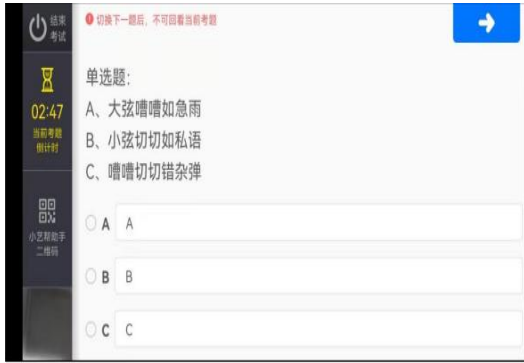 结束
考试
切换下一题后，不可回看当前考题
02:47
当前考题
倒计时
小艺帮助手
二维码
单选题：
A、大弦嘈嘈如急雨
B、小弦切切如私语
C、嘈嘈切切错杂弹
A A
B B
C C